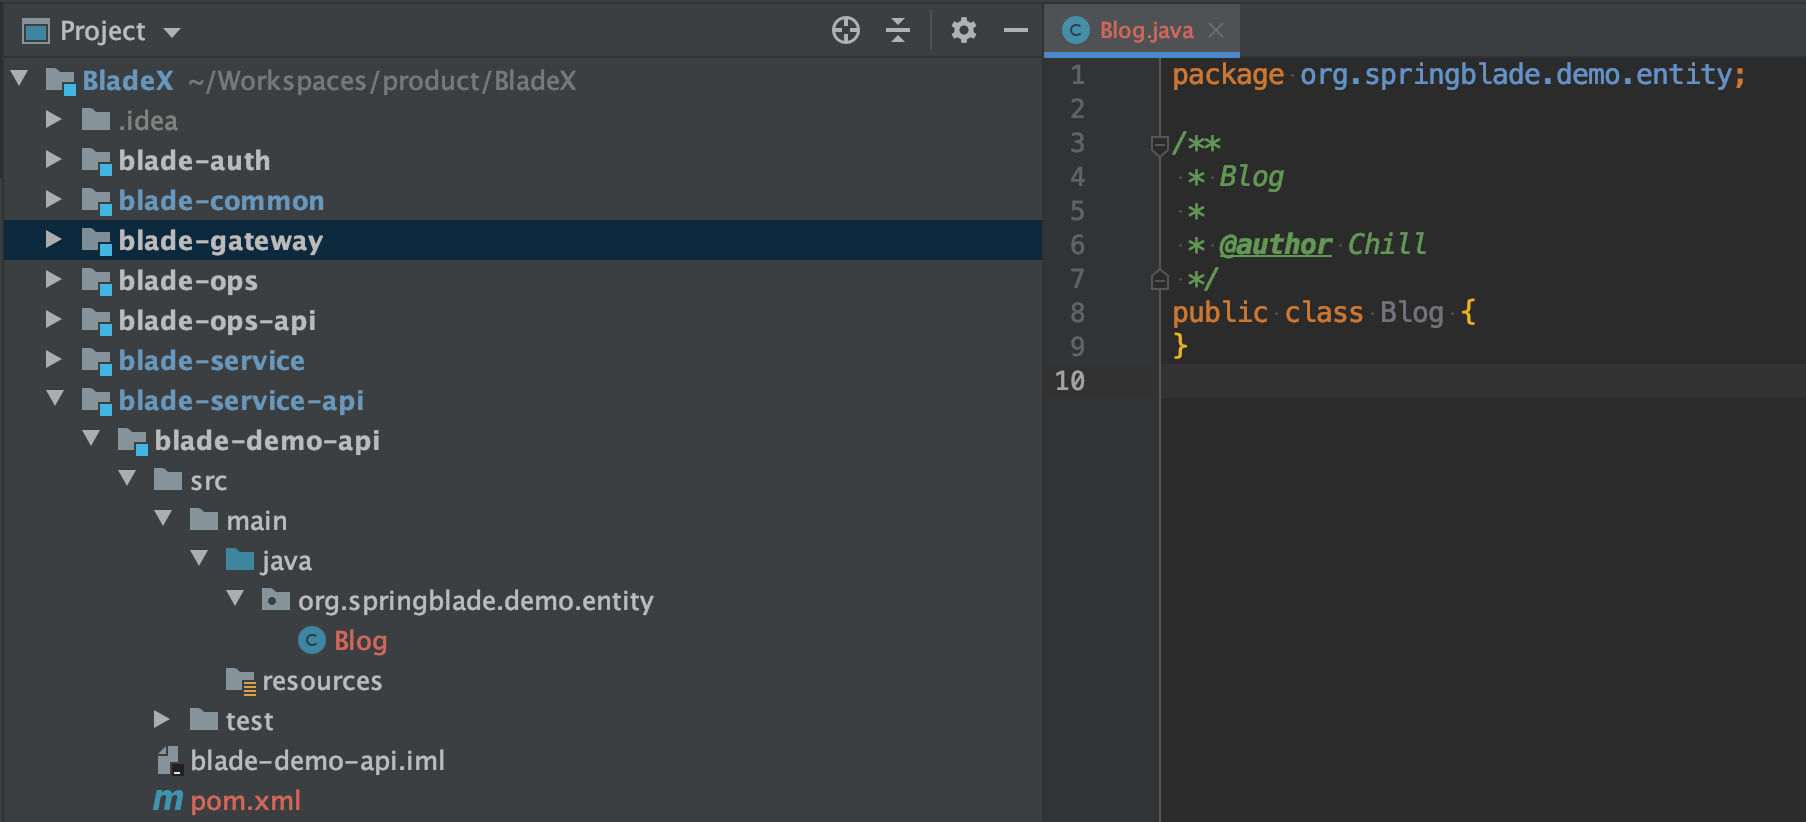 Project
BladeX ~/Workspaces/product/BladeX
.idea
blade-auth
blade-common
blade-gateway
blade-ops
blade-ops-api
blade-service
blade-service-api
blade-demo-api
src
main
java
org.springblade.demo.entity
C Blog
resources
test
blade-demo-api.iml
m pom.xml
C Blog.java
1 package org.springblade.demo.entity;
2
3 /**
4 * Blog
5 *
6 * @author Chill
7 */
8 public class Blog {
9 }
10